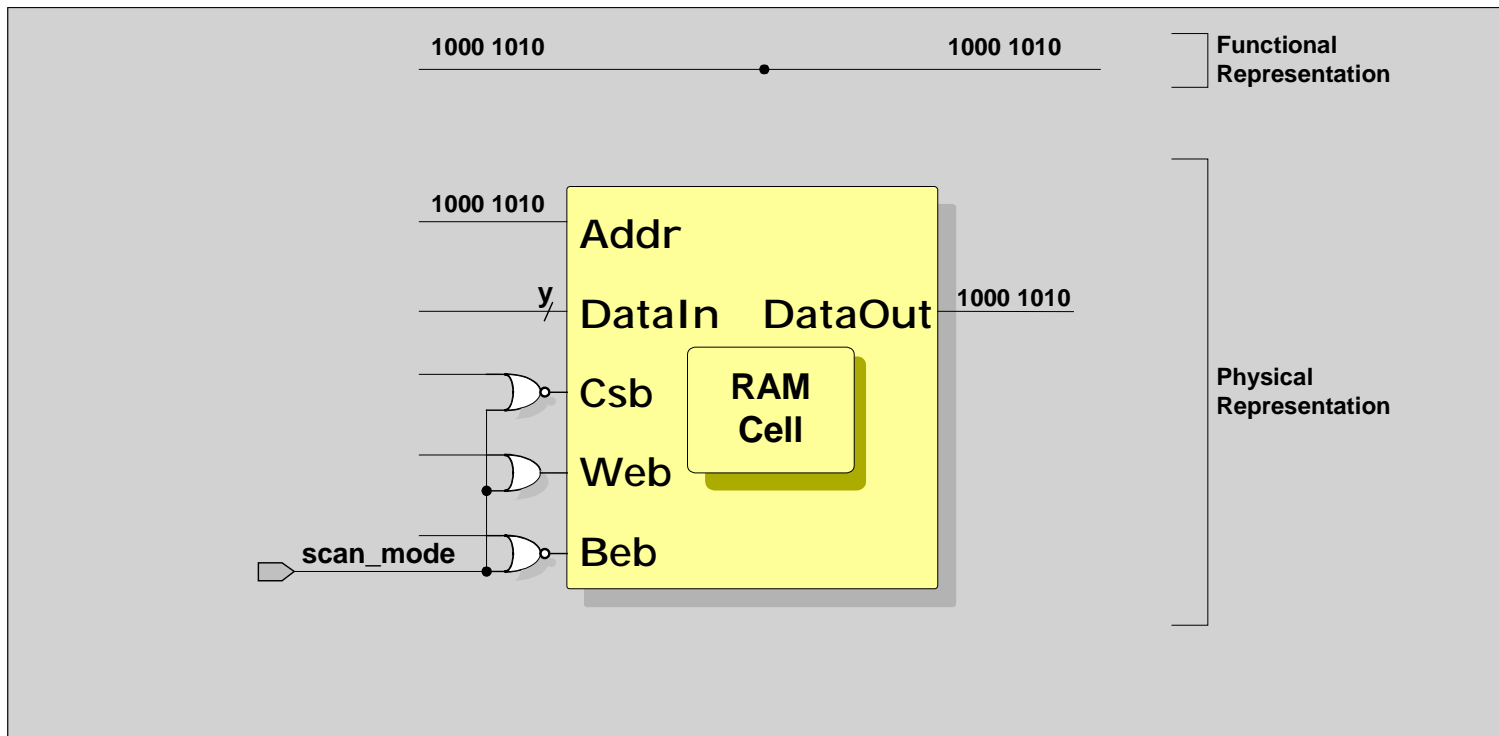 1000 1010
1000 1010
Functional
Representation
1000 1010
Addr
y
DataIn
DataOut
1000 1010
Csb
RAM
Cell
Physical
Representation
Web
scan_mode
Beb